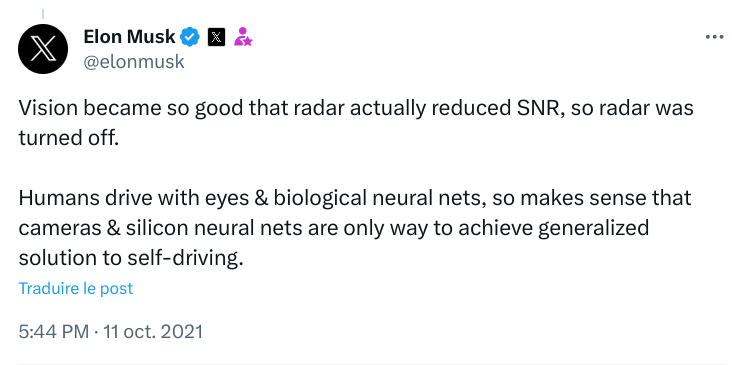 Elon Musk
@elonmusk
Vision became so good that radar actually reduced SNR, so radar was
turned off.
Humans drive with eyes & biological neural nets, so makes sense that
cameras & silicon neural nets are only way to achieve generalized
solution to self-driving.
Traduire le post
5:44 PM · 11 oct. 2021